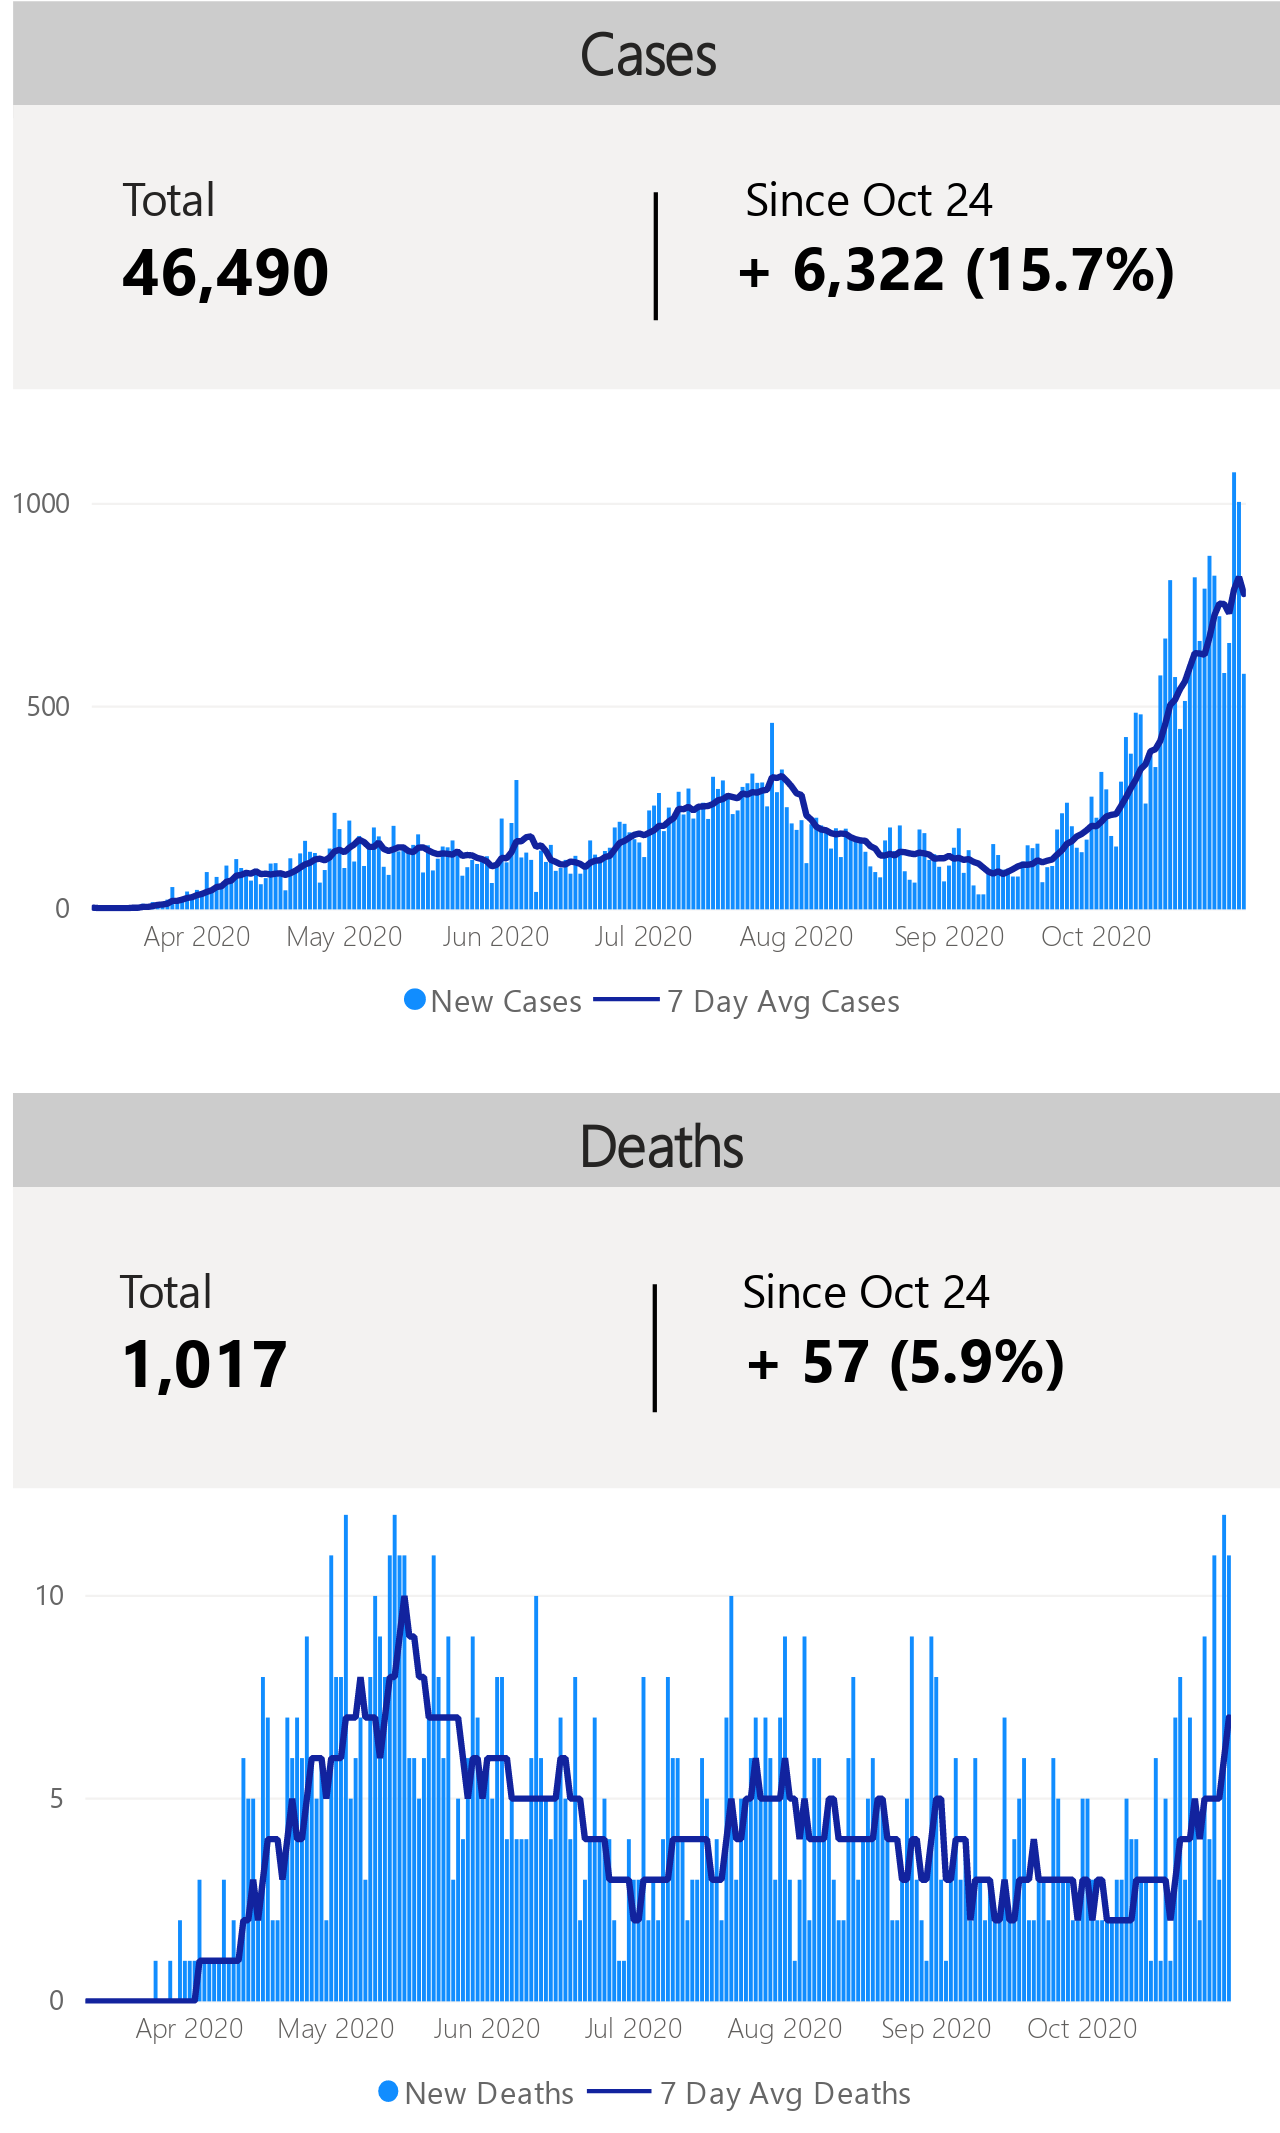 Cases
Total
Since Oct 24
46,490
+ 6,322 (15.7%)
1000
500
0
Apr 2020 May 2020 Jun 2020 Jul 2020 Aug 2020 Sep 2020 Oct 2020
New Cases 7 Day Avg Cases
Deaths
Total
Since Oct 24
1,017
+ 57 (5.9%)
10
5
0
Apr 2020 May 2020 Jun 2020 Jul 2020 Aug 2020 Sep 2020 Oct 2020
New Deaths 7 Day Avg Deaths